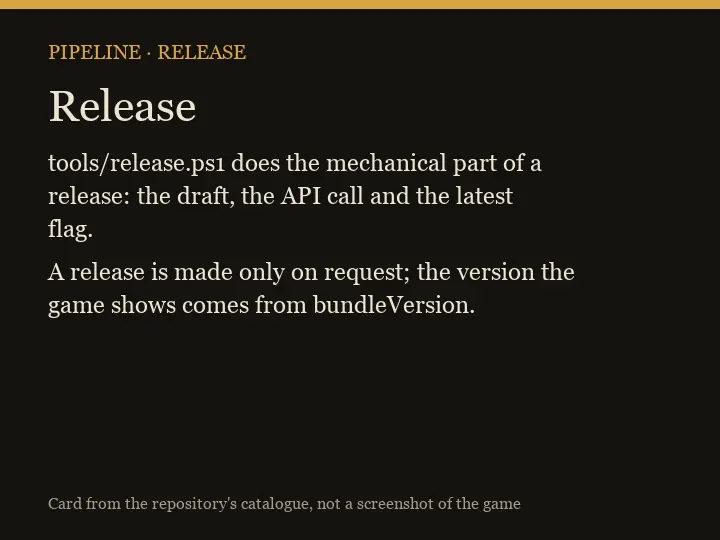 PIPELINE · RELEASE
Release
tools/release.ps1 does the mechanical part of a
release: the draft, the API call and the latest
flag.
A release is made only on request; the version the
game shows comes from bundleVersion.
Card from the repository's catalogue, not a screenshot of the game